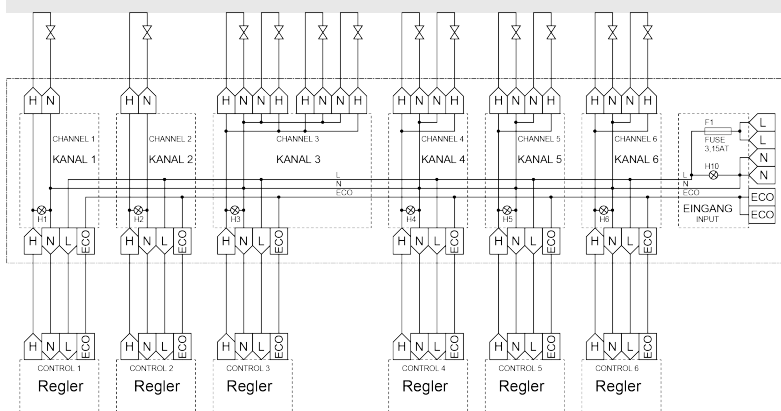 H N H N H N N H H N N H H N N H H N N H H N N H
CHANNEL 1 CHANNEL 2 CHANNEL 3 CHANNEL 4 CHANNEL 5 CHANNEL 6
KANAL 1 KANAL 2 KANAL 3 KANAL 4 KANAL 5 KANAL 6
F1
FUSE
3,15AT
L
L
N
N
H10
L L
N N
ECO ECO
ECO
ECO
EINGANG
INPUT
H1 H2 H3 H4 H5 H6
H N L ECO H N L ECO H N L ECO H N L ECO H N L ECO H N L ECO
H N L ECO H N L ECO H N L ECO H N L ECO H N L ECO H N L ECO
CONTROL 1 CONTROL 2 CONTROL 3 CONTROL 4 CONTROL 5 CONTROL 6
Regler Regler Regler Regler Regler Regler